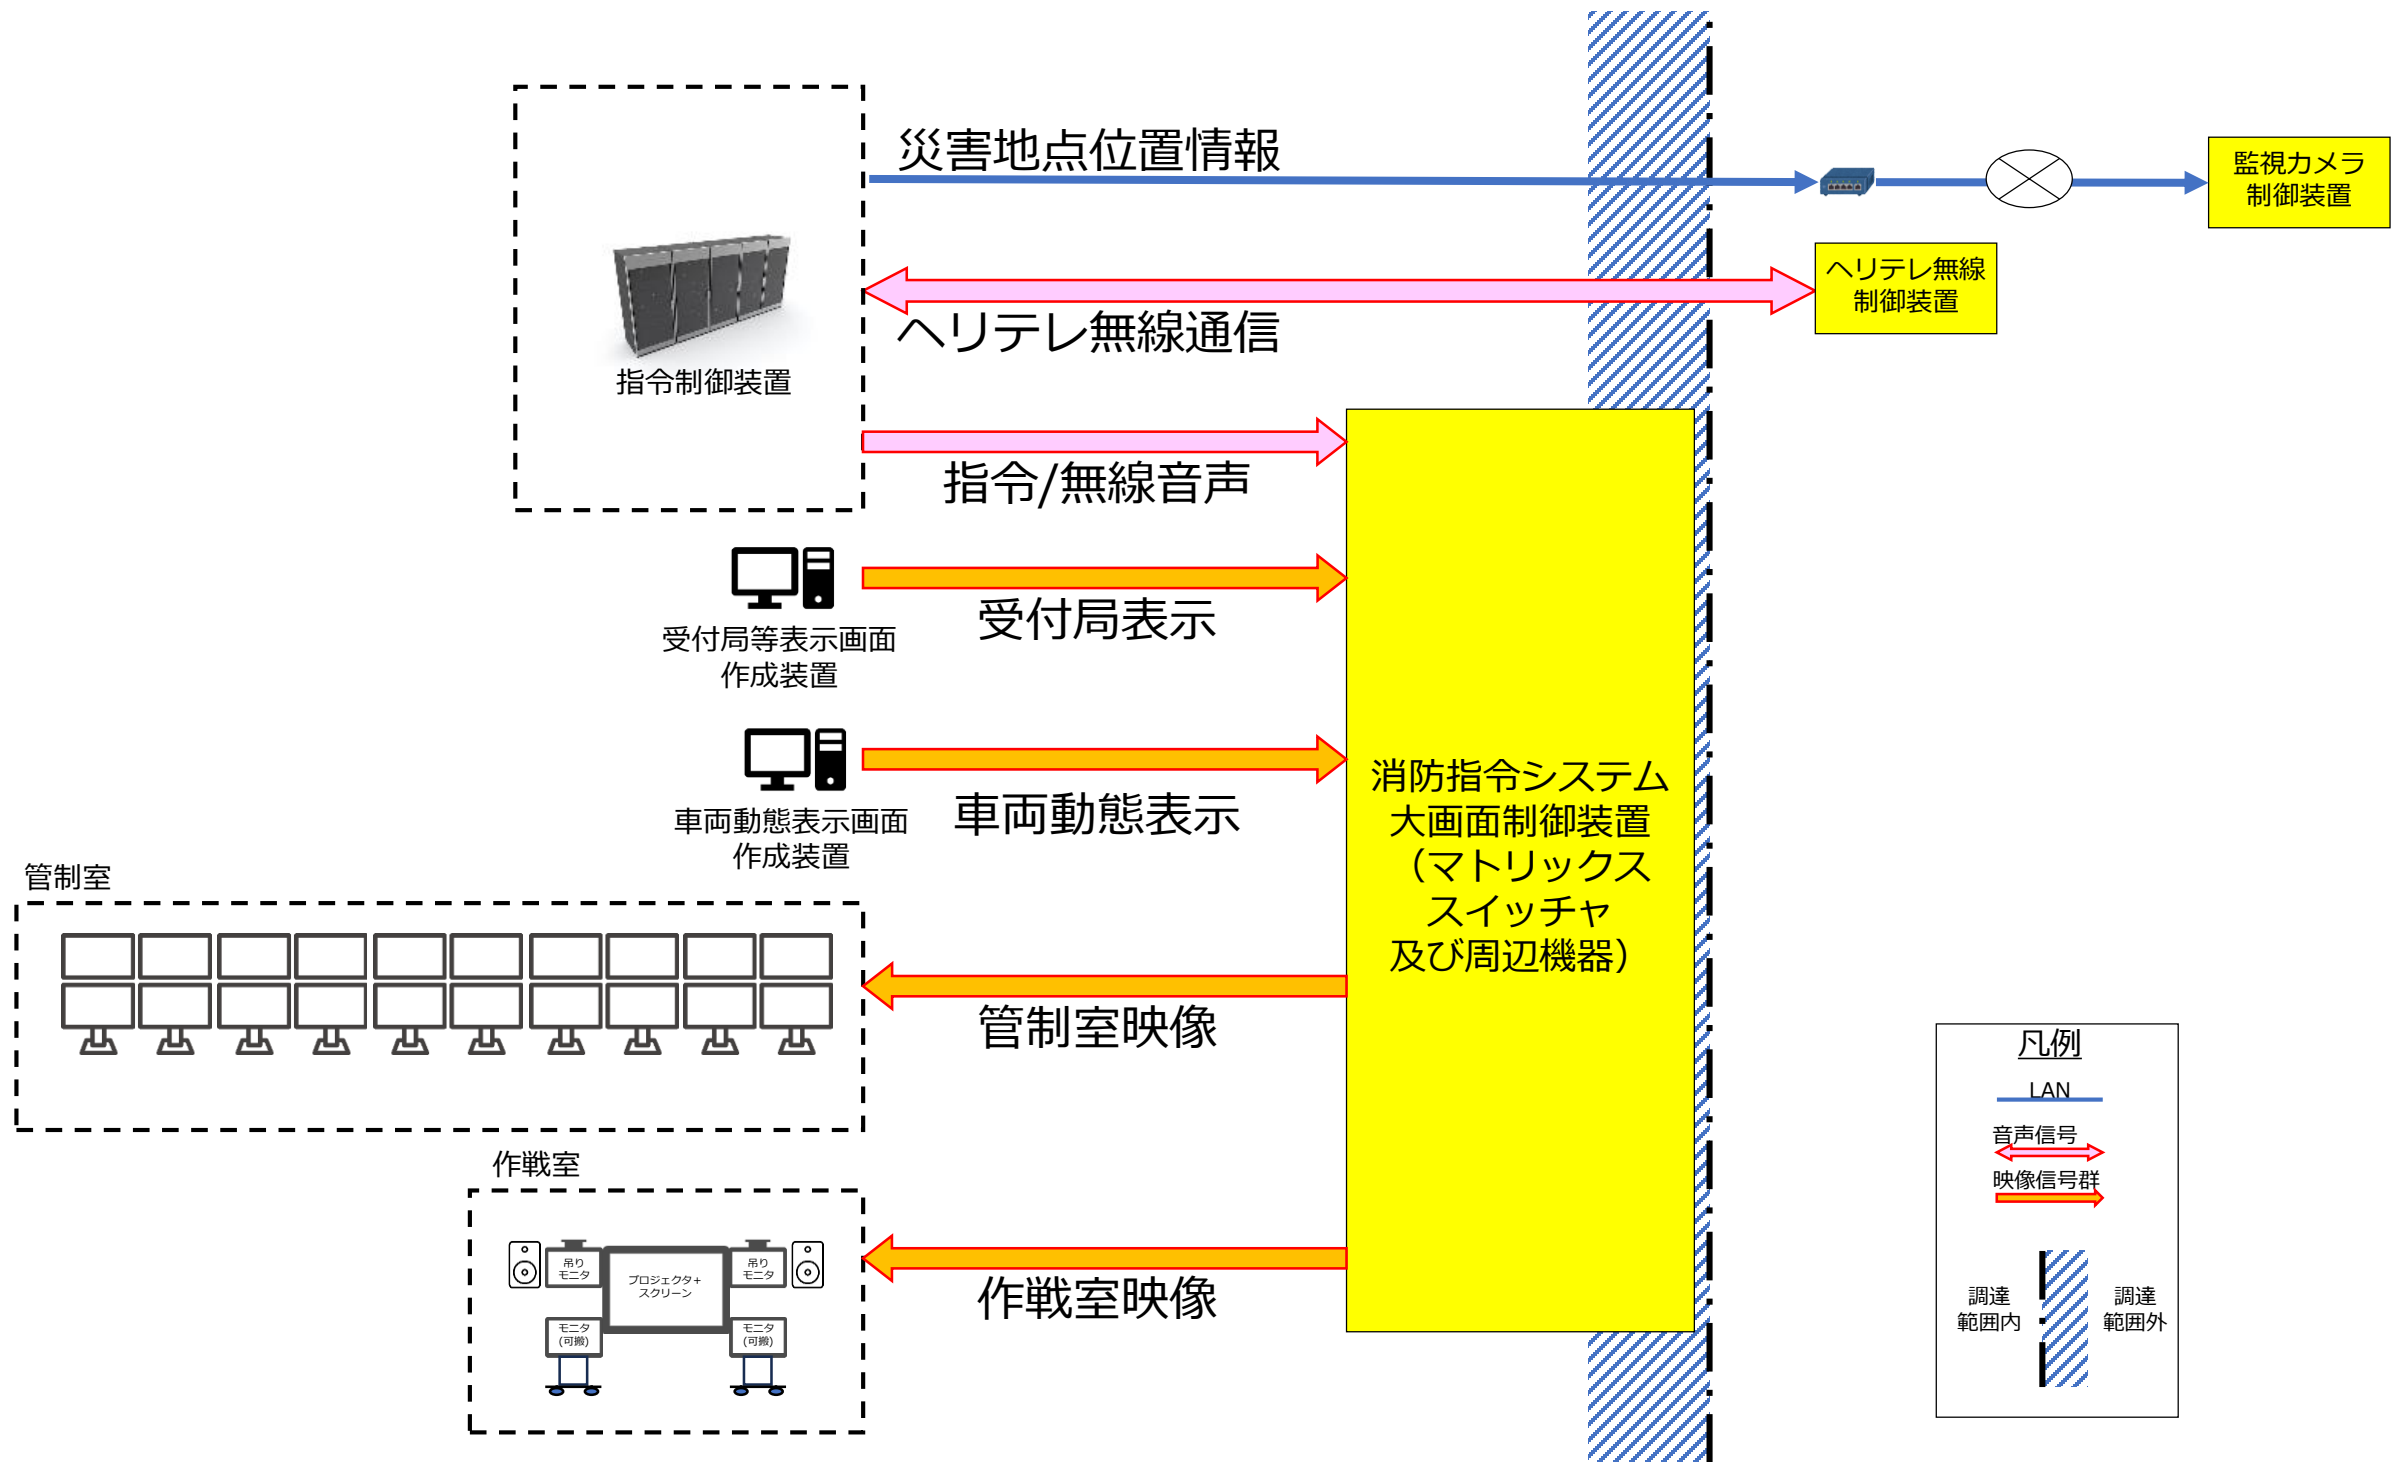 災害地点位置情報
監視カメラ
制御装置
ヘリテレ無線
制御装置
ヘリテレ無線通信
指令制御装置
指令/無線音声
受付局表示
受付局等表示画面
作成装置
車両動態表示
車両動態表示画面
作成装置
消防指令システム
大画面制御装置
（マトリックス
スイッチャ
及び周辺機器）
管制室
管制室映像
作戦室
吊り
モニタ
プロジェクタ+
スクリーン
吊り
モニタ
モニタ
(可搬)
モニタ
(可搬)
作戦室映像
凡例
LAN
音声信号
映像信号群
調達
範囲内
調達
範囲外